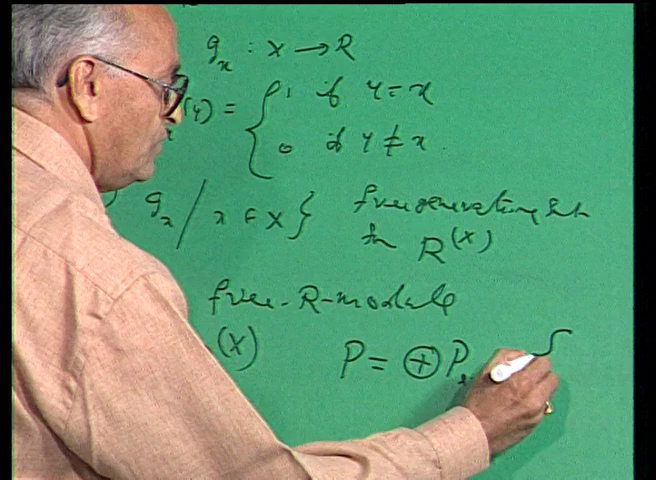 g_x : X → R
(y) = { 1 if y = x
0 if y ≠ x.
g_x / x ∈ X } free generating set
for R^(X)
free-R-module
(X) P = ⊕ P